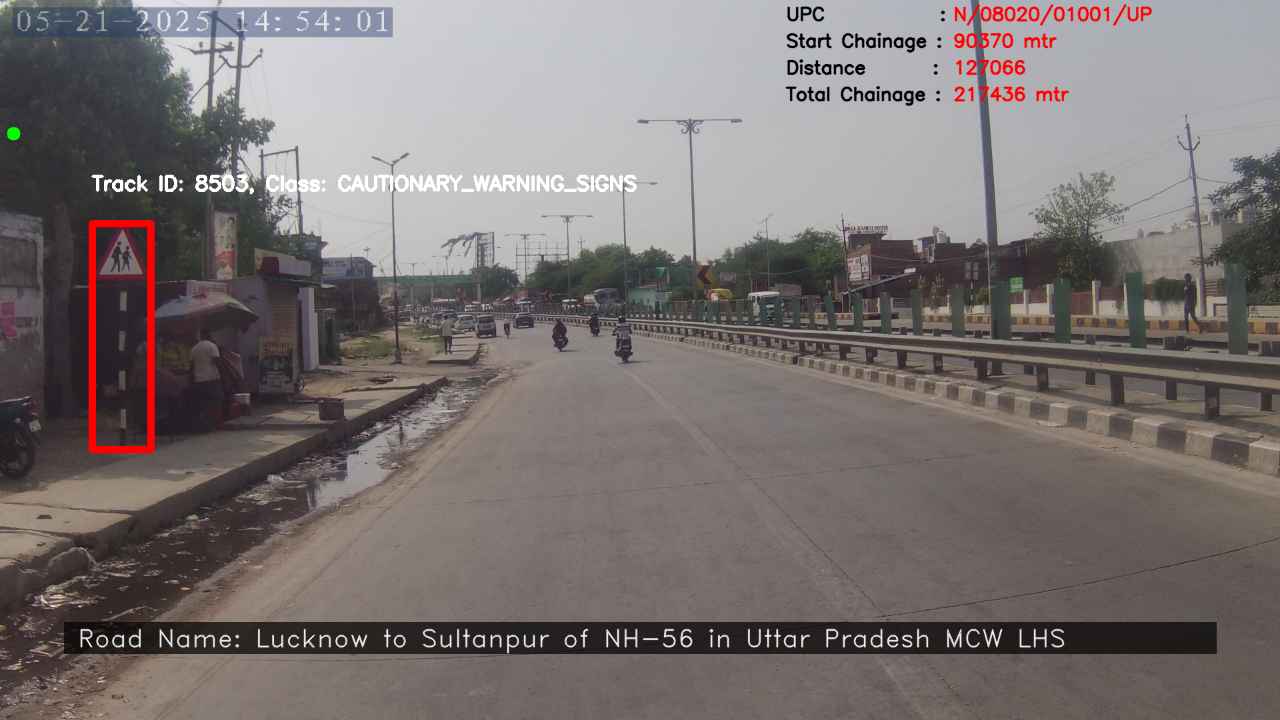 05-21-2025 14:54:01
UPC : N/08020/01001/UP
Start Chainage : 90370 mtr
Distance : 127066
Total Chainage : 217436 mtr
Track ID: 8503, Class: CAUTIONARY_WARNING_SIGNS
Road Name: Lucknow to Sultanpur of NH-56 in Uttar Pradesh MCW LHS